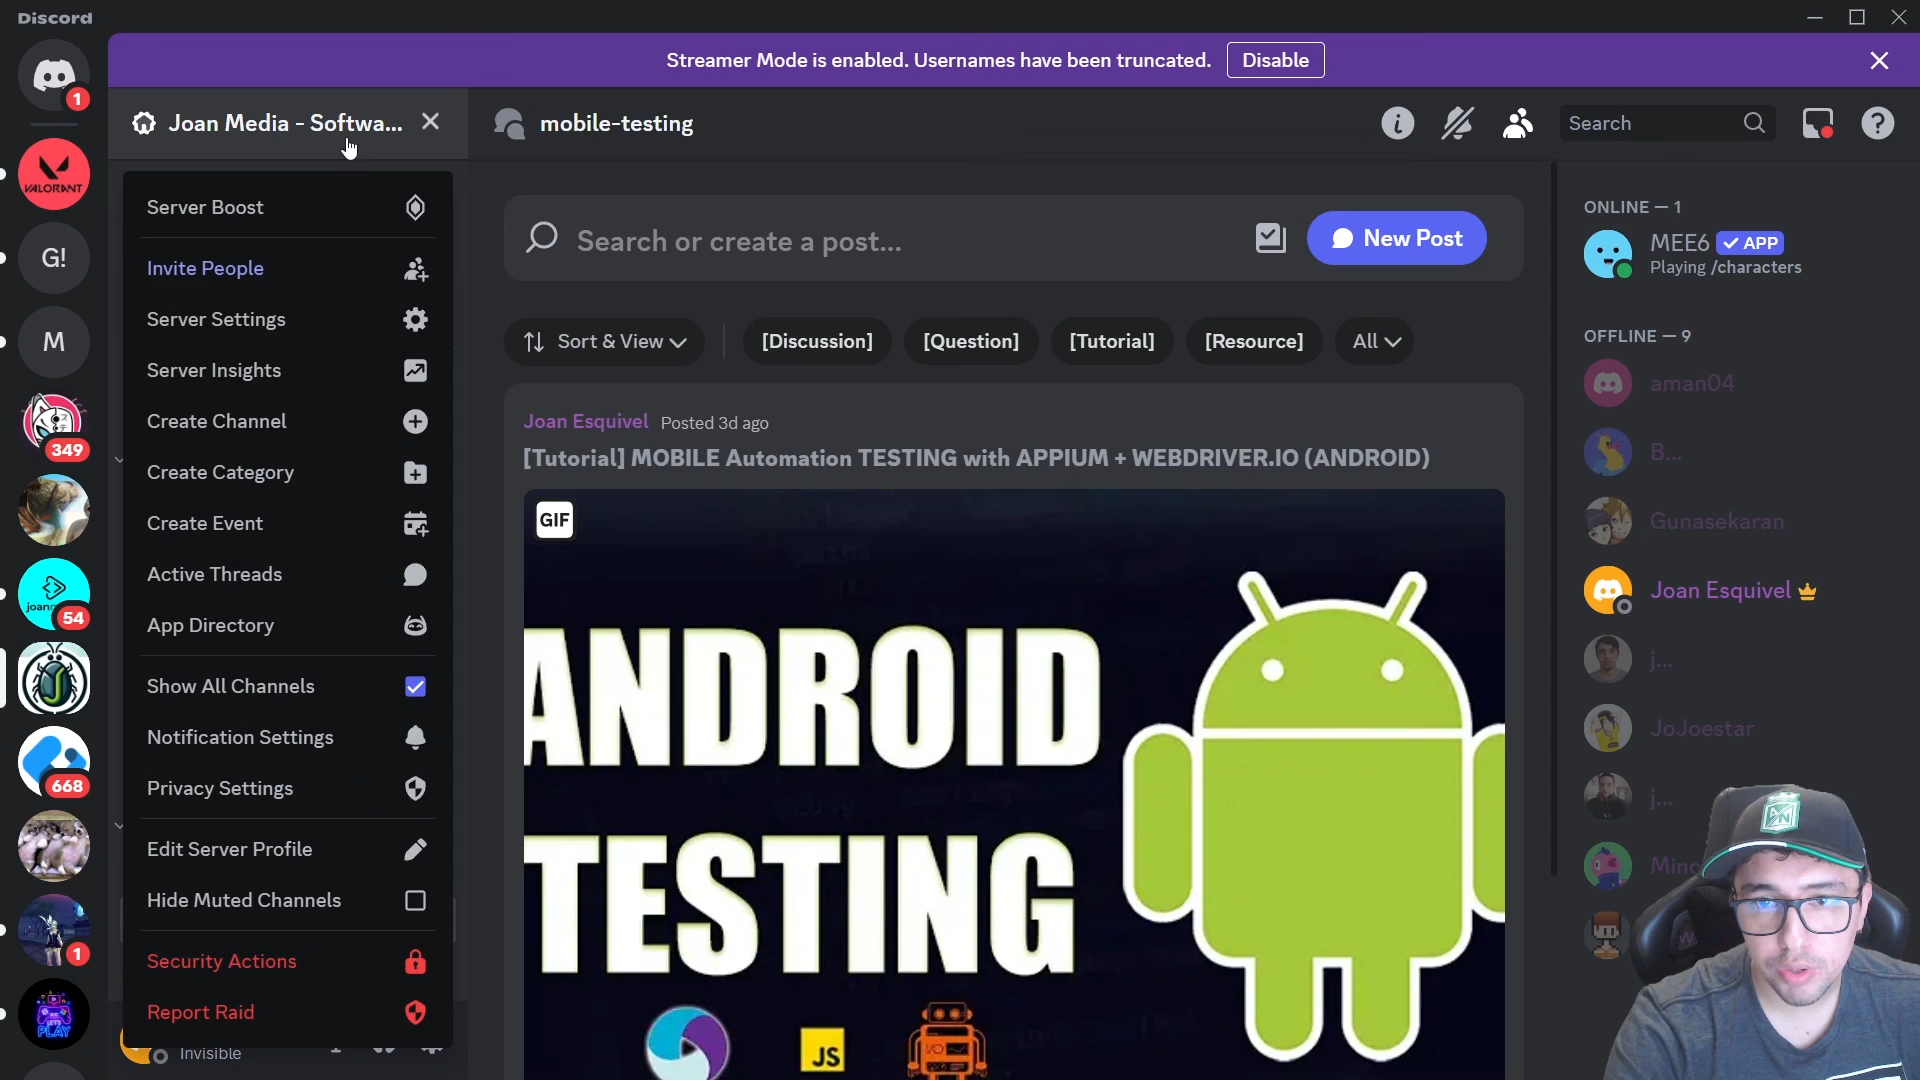 Discord
Streamer Mode is enabled. Usernames have been truncated.
Disable
1
Joan Media - Softwa...
mobile-testing
Search
VALORANT
G!
M
349
54
668
1
LETS
PLAY
Server Boost
Invite People
Server Settings
Server Insights
Create Channel
Create Category
Create Event
Active Threads
App Directory
Show All Channels
Notification Settings
Privacy Settings
Edit Server Profile
Hide Muted Channels
Security Actions
Report Raid
Invisible
Search or create a post...
New Post
Sort & View
[Discussion]
[Question]
[Tutorial]
[Resource]
All
Joan Esquivel Posted 3d ago
[Tutorial] MOBILE Automation TESTING with APPIUM + WEBDRIVER.IO (ANDROID)
GIF
ANDROID
TESTING
JS
I/O
ONLINE — 1
MEE6
APP
Playing /characters
OFFLINE — 9
aman04
B...
Gunasekaran
Joan Esquivel
j...
JoJoestar
j...